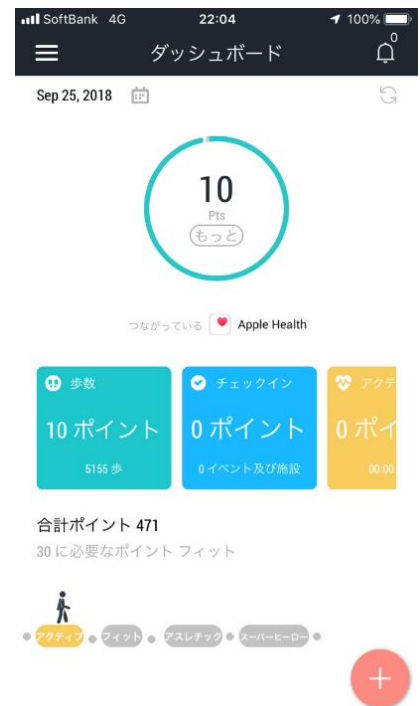 SoftBank 4G 22:04 100%
ダッシュボード 0
Sep 25, 2018
10
Pts
もっと
つながっている Apple Health
歩数 チェックイン アクテ
10 ポイント 0 ポイント 0 ポイ
5155 歩 0 イベント及び施設 00:00
合計ポイント 471
30 に必要なポイント フィット
アクティブ フィット アスレチック スーパーヒーロー